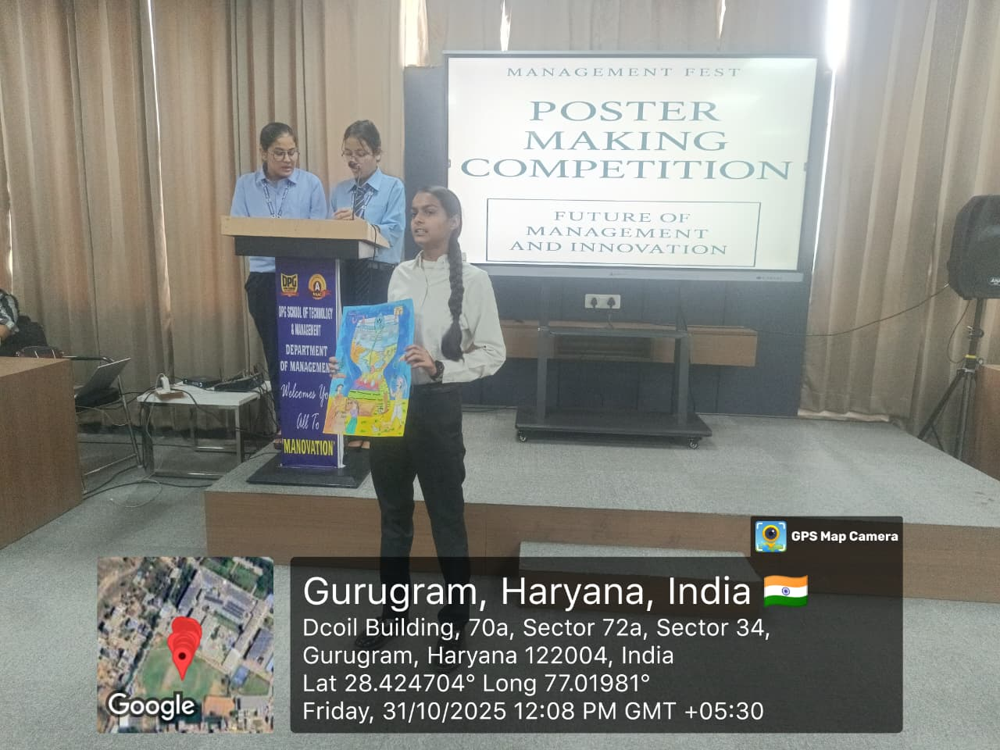 MANAGEMENT FEST
POSTER
MAKING
COMPETITION
FUTURE OF
MANAGEMENT
AND INNOVATION
DPG
A
NAAC
DPG SCHOOL OF TECHNOLOGY
& MANAGEMENT
DEPARTMENT
OF MANAGEMEN
Welcomes Yo
All To
'MANOVATION'
GPS Map Camera
Gurugram, Haryana, India
Dcoil Building, 70a, Sector 72a, Sector 34,
Gurugram, Haryana 122004, India
Lat 28.424704° Long 77.01981°
Friday, 31/10/2025 12:08 PM GMT +05:30
Google